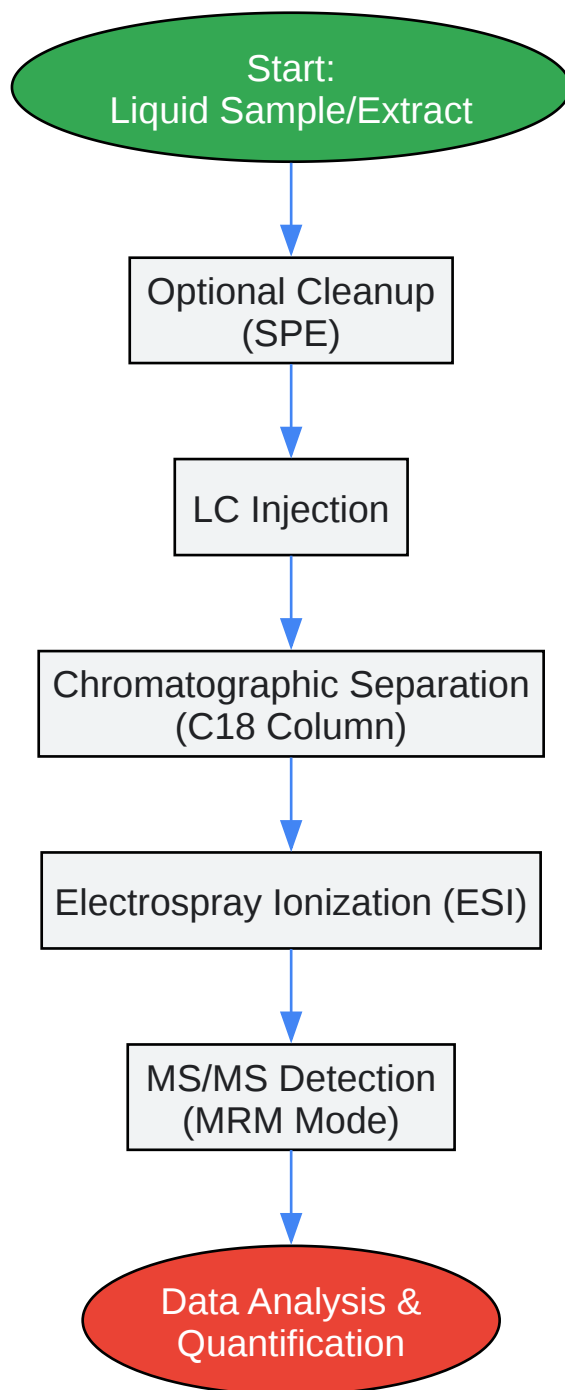 Start:
Liquid Sample/Extract
Optional Cleanup
(SPE)
LC Injection
Chromatographic Separation
(C18 Column)
Electrospray Ionization (ESI)
MS/MS Detection
(MRM Mode)
Data Analysis &
Quantification